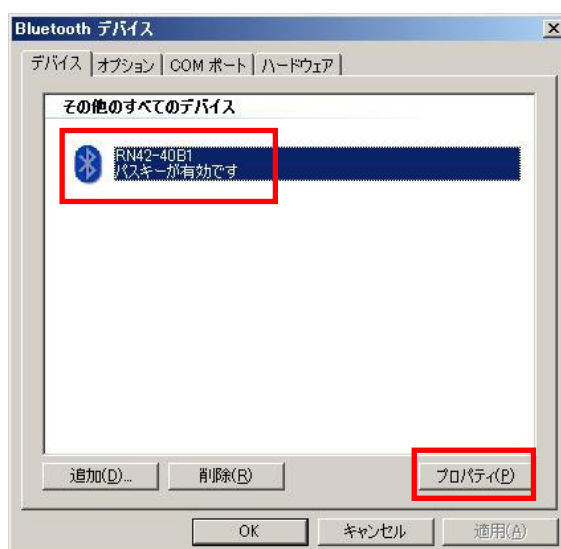 Bluetooth デバイス
デバイス オプション COM ポート ハードウェア
その他のすべてのデバイス
RN42-40B1
パスキーが有効です
追加(D)... 削除(R) プロパティ(P)
OK キャンセル 適用(A)